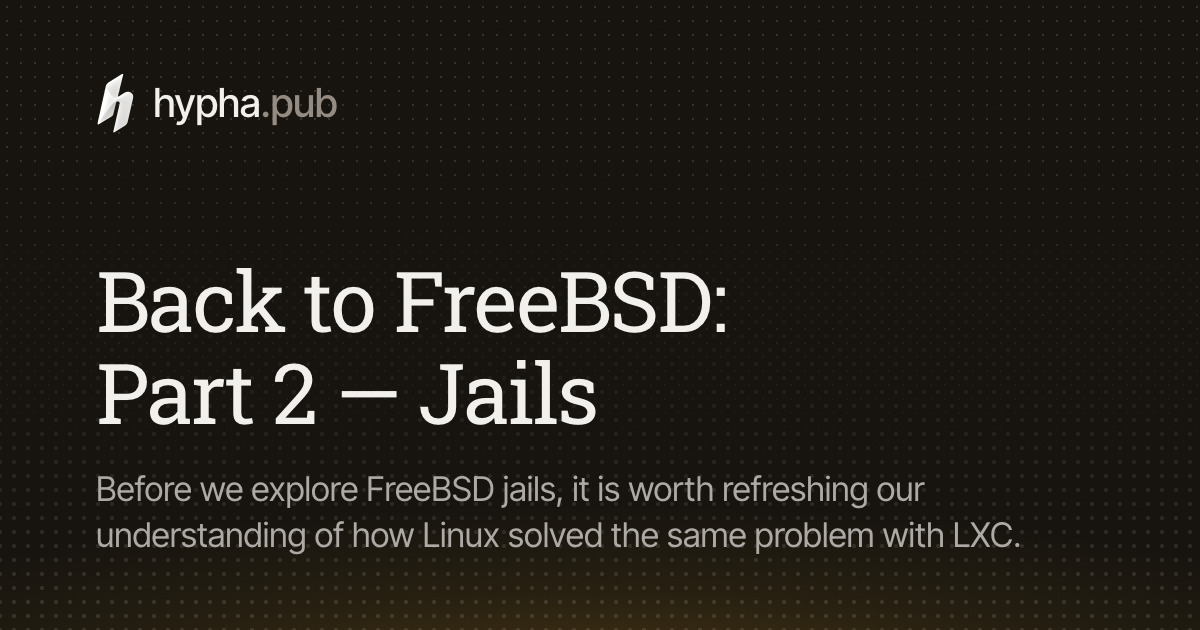 hypha.pub
Back to FreeBSD:
Part 2 — Jails
Before we explore FreeBSD jails, it is worth refreshing our
understanding of how Linux solved the same problem with LXC.